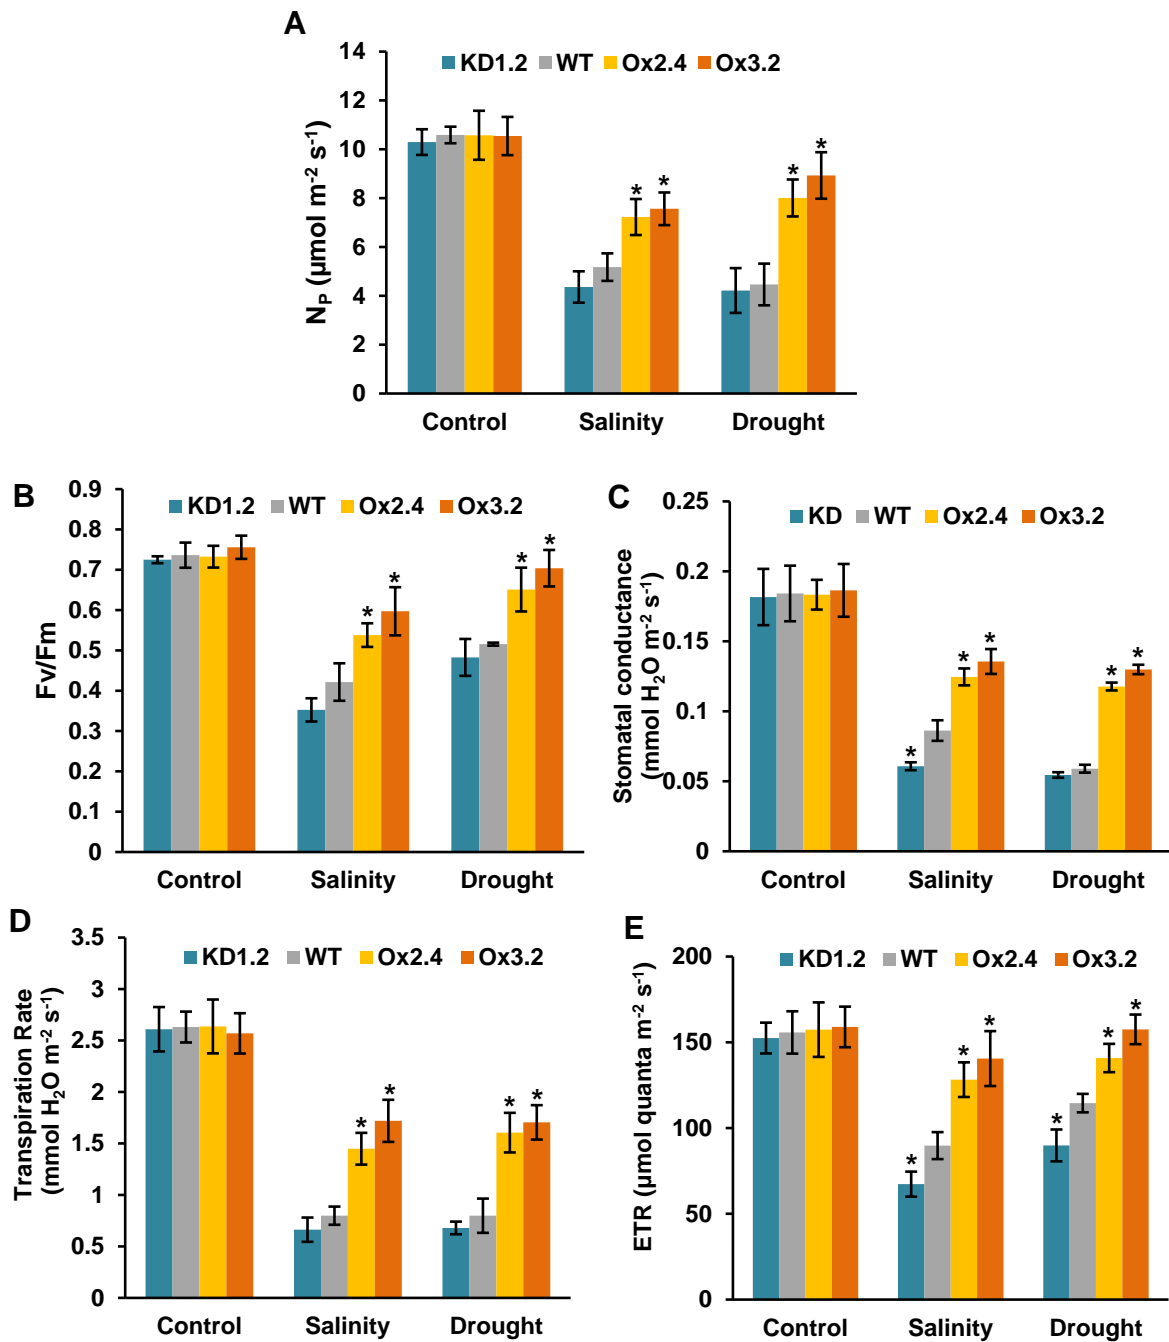 A
14
12
10
8
6
4
2
0
N_P (µmol m⁻² s⁻¹)
KD1.2 WT Ox2.4 Ox3.2
* * * *
Control Salinity Drought
B
0.9
0.8
0.7
0.6
0.5
0.4
0.3
0.2
0.1
0
Fv/Fm
KD1.2 WT Ox2.4 Ox3.2
* * * *
Control Salinity Drought
C
0.25
0.2
0.15
0.1
0.05
0
Stomatal conductance
(mmol H₂O m⁻² s⁻¹)
KD WT Ox2.4 Ox3.2
* * * * *
Control Salinity Drought
D
3.5
3
2.5
2
1.5
1
0.5
0
Transpiration Rate
(mmol H₂O m⁻² s⁻¹)
KD1.2 WT Ox2.4 Ox3.2
* * * *
Control Salinity Drought
E
200
150
100
50
0
ETR (µmol quanta m⁻² s⁻¹)
KD1.2 WT Ox2.4 Ox3.2
* * * * * *
Control Salinity Drought